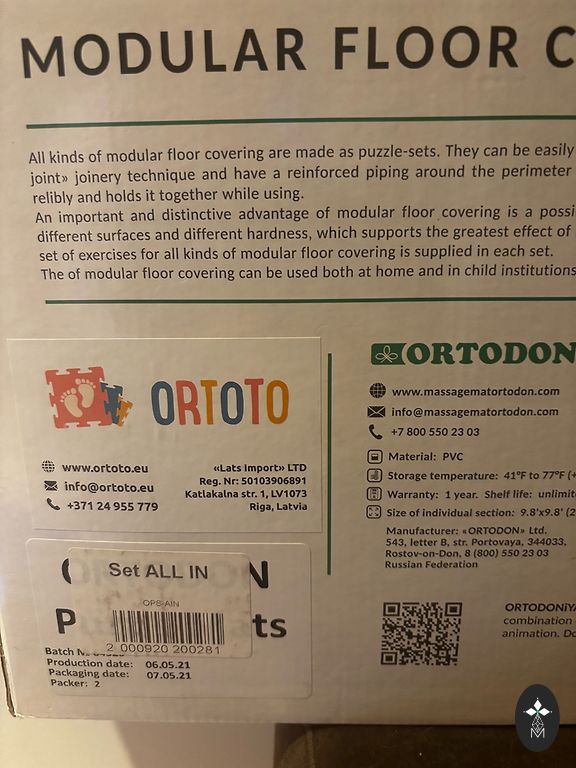 MODULAR FLOOR C
All kinds of modular floor covering are made as puzzle-sets. They can be easily
joint» joinery technique and have a reinforced piping around the perimeter
relibly and holds it together while using.
An important and distinctive advantage of modular floor covering is a possi
different surfaces and different hardness, which supports the greatest effect of
set of exercises for all kinds of modular floor covering is supplied in each set.
The of modular floor covering can be used both at home and in child institutions
ORTOTO
www.ortoto.eu
info@ortoto.eu
+371 24 955 779
«Lats Import» LTD
Reg. Nr: 50103906891
Katlakalna str. 1, LV1073
Riga, Latvia
Set ALL IN
OPS-AIN
2 000920 200281
P ts
Batch
Production date: 06.05.21
Packaging date: 07.05.21
Packer: 2
ORTODON
www.massagematortodon.com
info@massagematortodon.com
+7 800 550 23 03
Material: PVC
Storage temperature: 41°F to 77°F (+
Warranty: 1 year. Shelf life: unlimit
Size of individual section: 9.8'x9.8' (2
Manufacturer: «ORTODON» Ltd.
543, letter B, str. Portovaya, 344033,
Rostov-on-Don, 8 (800) 550 23 03
Russian Federation
ORTODONiYA
combination
animation. Do